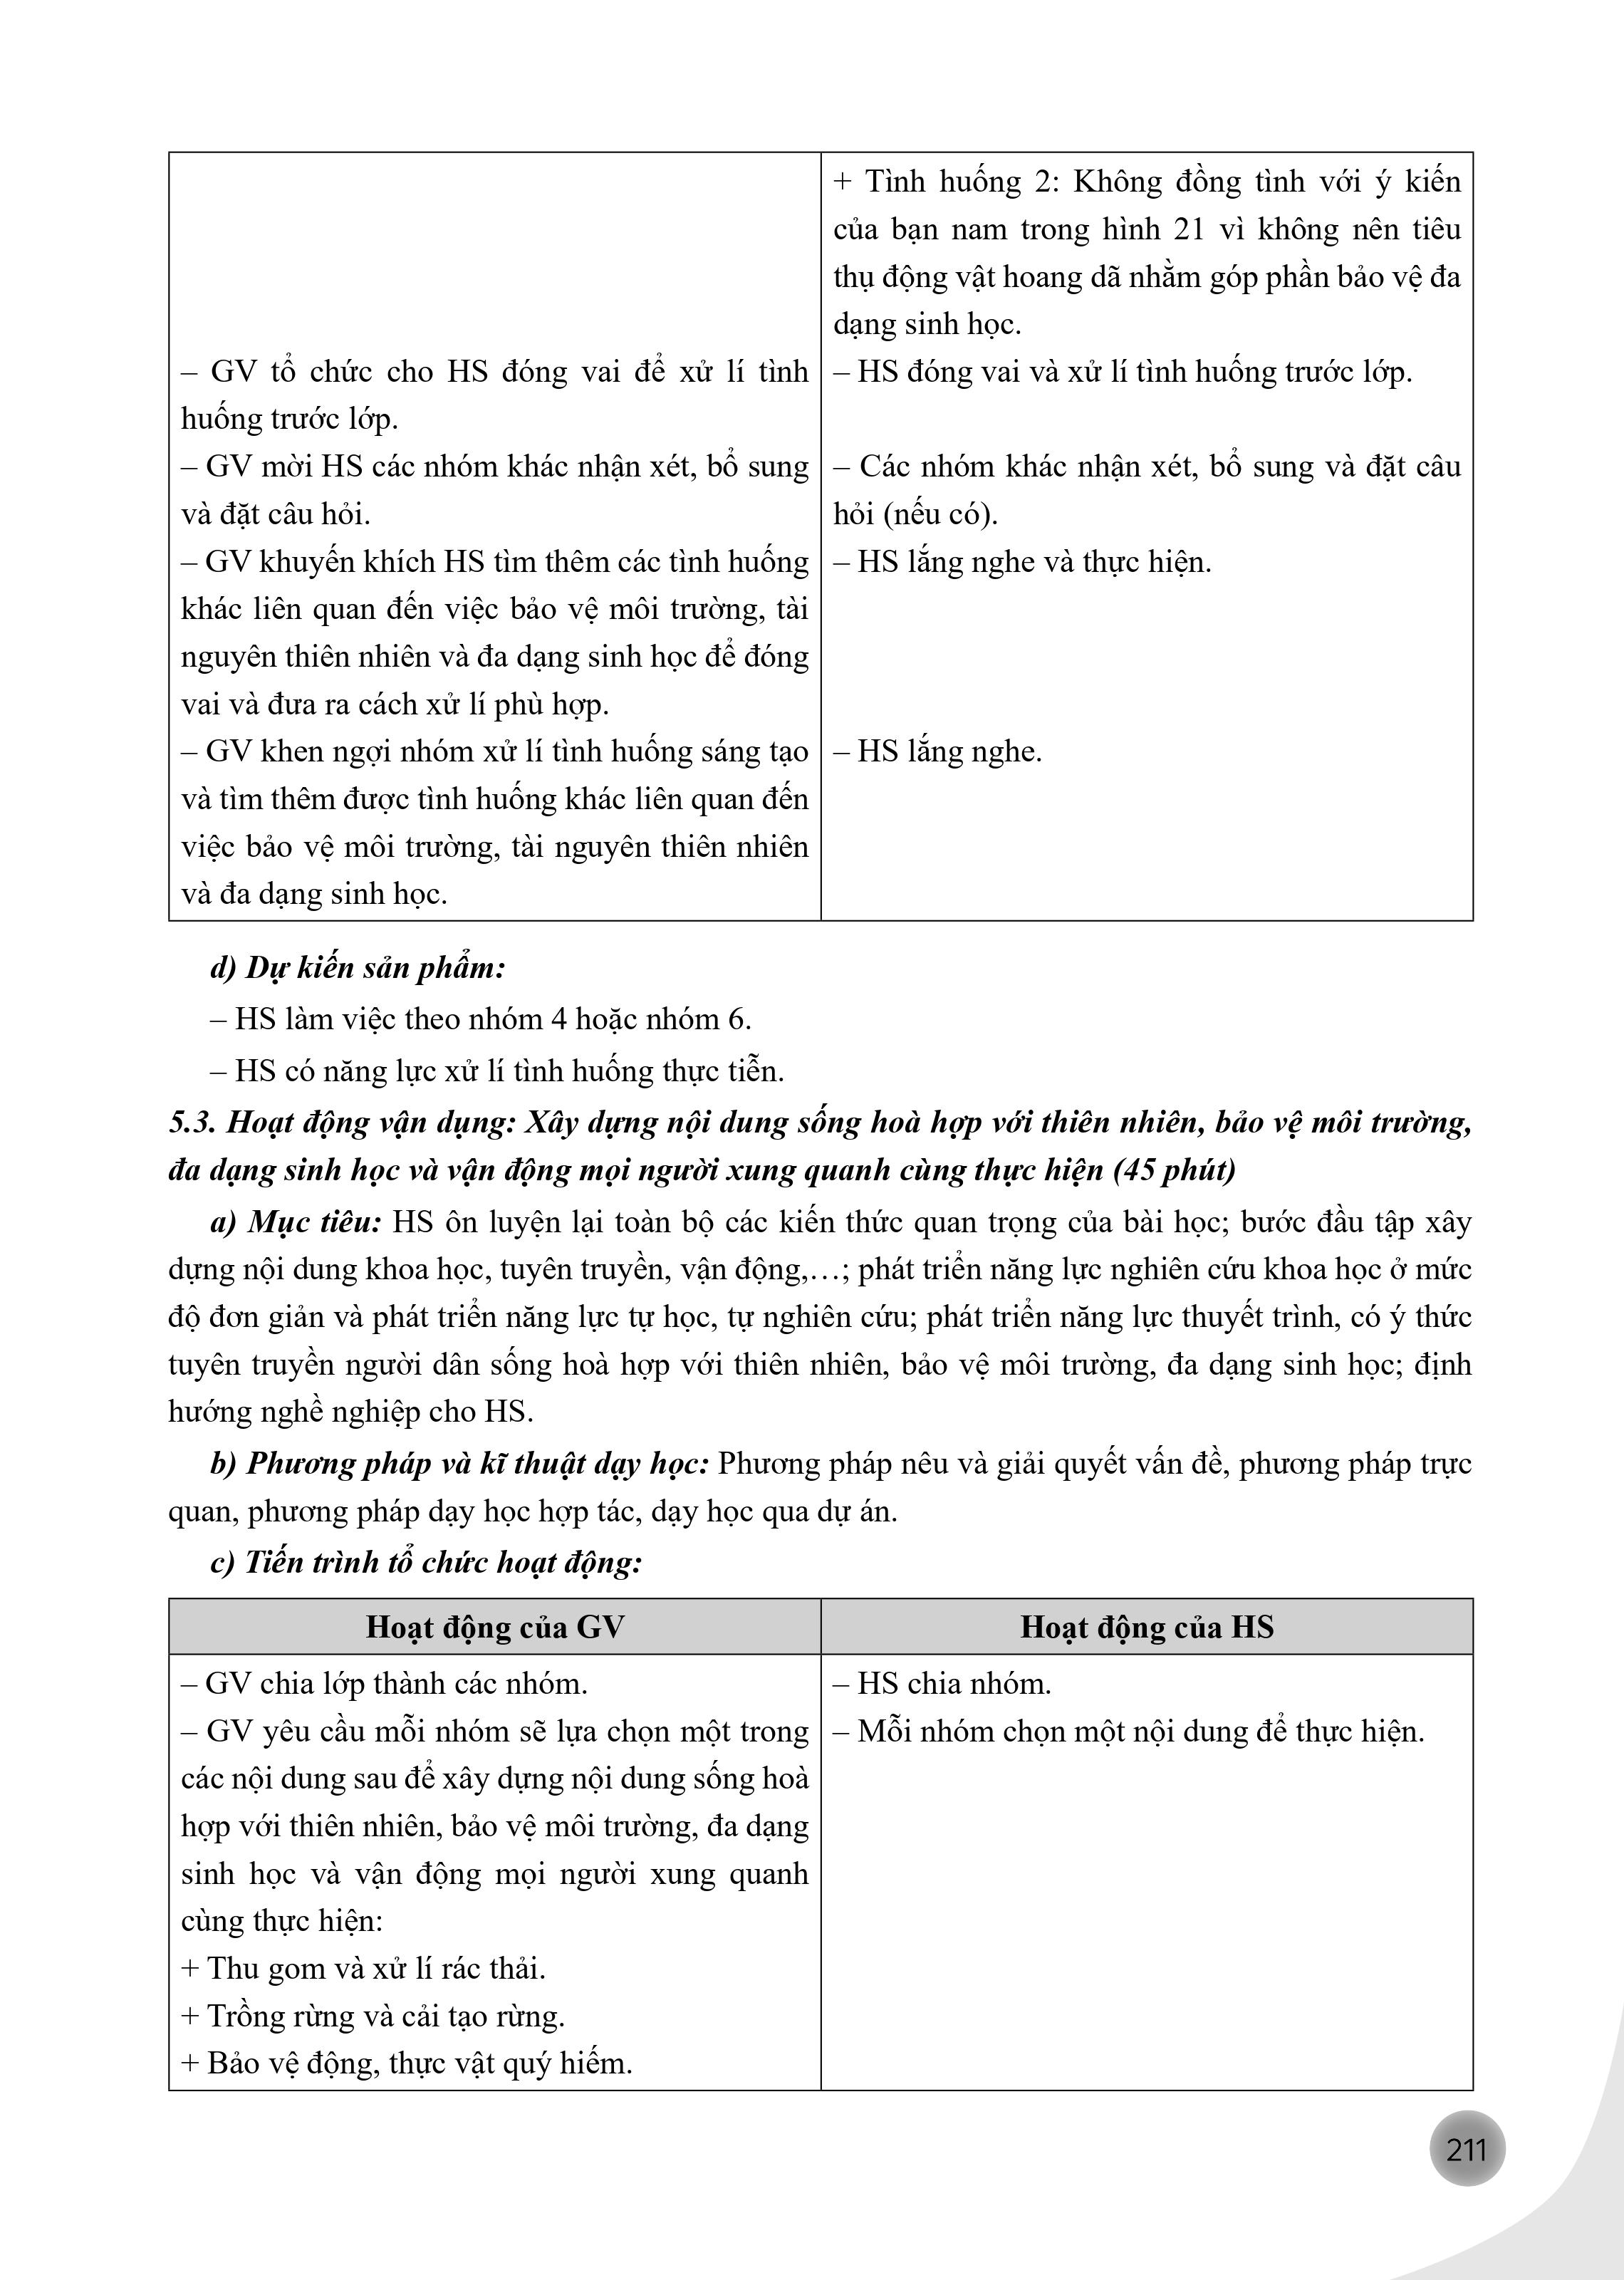 + Tình huống 2: Không đồng tình với ý kiến
của bạn nam trong hình 21 vì không nên tiêu
thụ động vật hoang dã nhằm góp phần bảo vệ đa
dạng sinh học.
– GV tổ chức cho HS đóng vai để xử lí tình
huống trước lớp.
– HS đóng vai và xử lí tình huống trước lớp.
– GV mời HS các nhóm khác nhận xét, bổ sung
và đặt câu hỏi.
– Các nhóm khác nhận xét, bổ sung và đặt câu
hỏi (nếu có).
– GV khuyến khích HS tìm thêm các tình huống
khác liên quan đến việc bảo vệ môi trường, tài
nguyên thiên nhiên và đa dạng sinh học để đóng
vai và đưa ra cách xử lí phù hợp.
– HS lắng nghe và thực hiện.
– GV khen ngợi nhóm xử lí tình huống sáng tạo
và tìm thêm được tình huống khác liên quan đến
việc bảo vệ môi trường, tài nguyên thiên nhiên
và đa dạng sinh học.
– HS lắng nghe.
d) Dự kiến sản phẩm:
– HS làm việc theo nhóm 4 hoặc nhóm 6.
– HS có năng lực xử lí tình huống thực tiễn.
5.3. Hoạt động vận dụng: Xây dựng nội dung sống hoà hợp với thiên nhiên, bảo vệ môi trường,
đa dạng sinh học và vận động mọi người xung quanh cùng thực hiện (45 phút)
a) Mục tiêu: HS ôn luyện lại toàn bộ các kiến thức quan trọng của bài học; bước đầu tập xây
dựng nội dung khoa học, tuyên truyền, vận động,…; phát triển năng lực nghiên cứu khoa học ở mức
độ đơn giản và phát triển năng lực tự học, tự nghiên cứu; phát triển năng lực thuyết trình, có ý thức
tuyên truyền người dân sống hoà hợp với thiên nhiên, bảo vệ môi trường, đa dạng sinh học; định
hướng nghề nghiệp cho HS.
b) Phương pháp và kĩ thuật dạy học: Phương pháp nêu và giải quyết vấn đề, phương pháp trực
quan, phương pháp dạy học hợp tác, dạy học qua dự án.
c) Tiến trình tổ chức hoạt động:
Hoạt động của GV
Hoạt động của HS
– GV chia lớp thành các nhóm.
– HS chia nhóm.
– GV yêu cầu mỗi nhóm sẽ lựa chọn một trong
các nội dung sau để xây dựng nội dung sống hoà
hợp với thiên nhiên, bảo vệ môi trường, đa dạng
sinh học và vận động mọi người xung quanh
cùng thực hiện:
+ Thu gom và xử lí rác thải.
+ Trồng rừng và cải tạo rừng.
+ Bảo vệ động, thực vật quý hiếm.
– Mỗi nhóm chọn một nội dung để thực hiện.
211